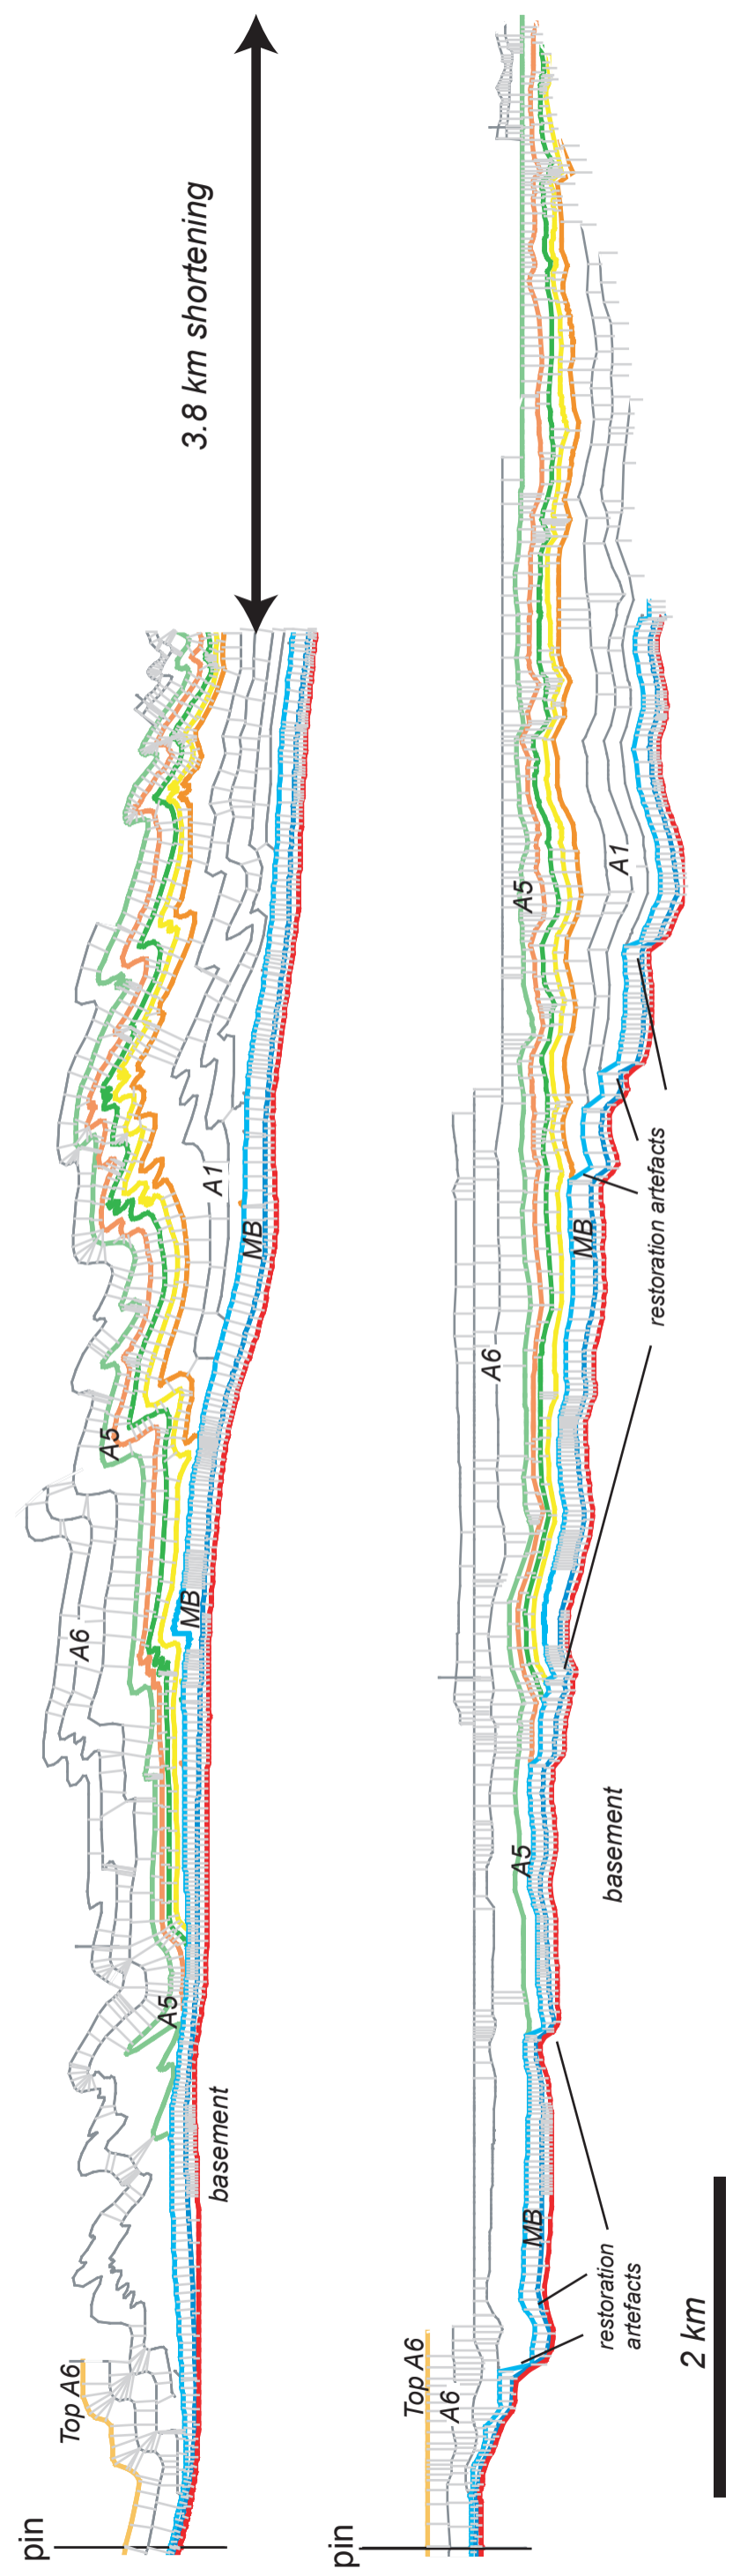 3.8 km shortening
A1
MB
A5
A6
MB
A5
basement
Top A6
pin
A5
A1
restoration artefacts
MB
A6
A5
basement
MB
restoration
artefacts
Top A6
A6
2 km
pin